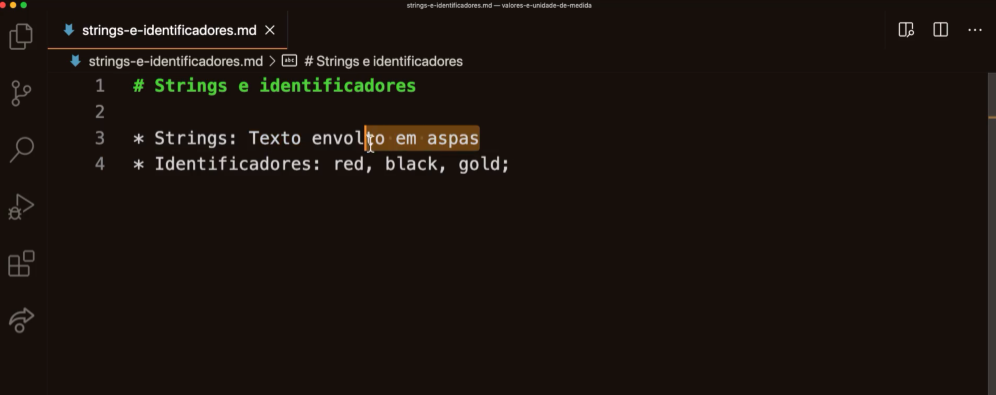 strings-e-identificadores.md — valores-e-unidade-de-medida
strings-e-identificadores.md
strings-e-identificadores.md > abc # Strings e identificadores
1 # Strings e identificadores
2
3 * Strings: Texto envolto em aspas
4 * Identificadores: red, black, gold;